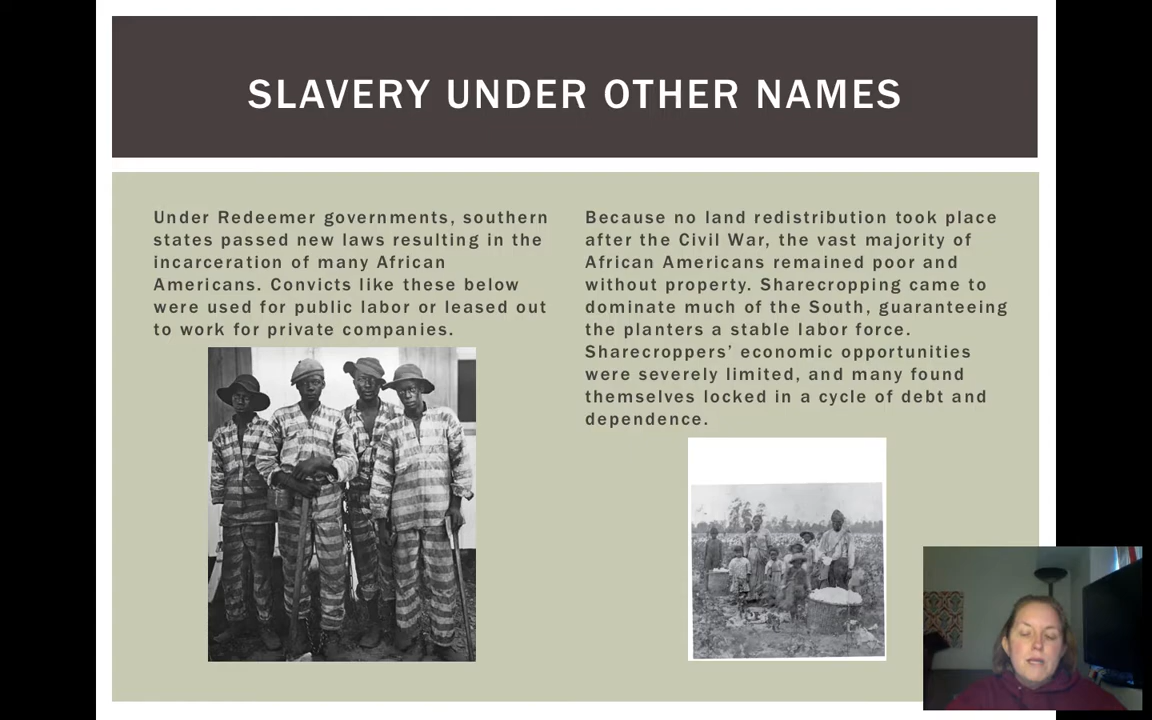 SLAVERY UNDER OTHER NAMES
Under Redeemer governments, southern
states passed new laws resulting in the
incarceration of many African
Americans. Convicts like these below
were used for public labor or leased out
to work for private companies.
Because no land redistribution took place
after the Civil War, the vast majority of
African Americans remained poor and
without property. Sharecropping came to
dominate much of the South, guaranteeing
the planters a stable labor force.
Sharecroppers’ economic opportunities
were severely limited, and many found
themselves locked in a cycle of debt and
dependence.